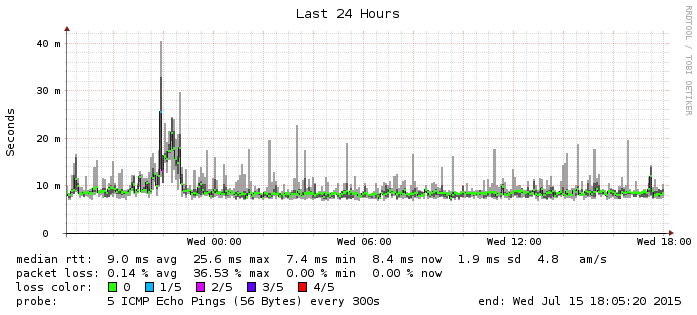 Last 24 Hours
RRDTOOL / TOBI OETIKER
Seconds
40 m
30 m
20 m
10 m
0
Wed 00:00 Wed 06:00 Wed 12:00 Wed 18:00
median rtt: 9.0 ms avg 25.6 ms max 7.4 ms min 8.4 ms now 1.9 ms sd 4.8 am/s
packet loss: 0.14 % avg 36.53 % max 0.00 % min 0.00 % now
loss color: 0 1/5 2/5 3/5 4/5
probe: 5 ICMP Echo Pings (56 Bytes) every 300s end: Wed Jul 15 18:05:20 2015